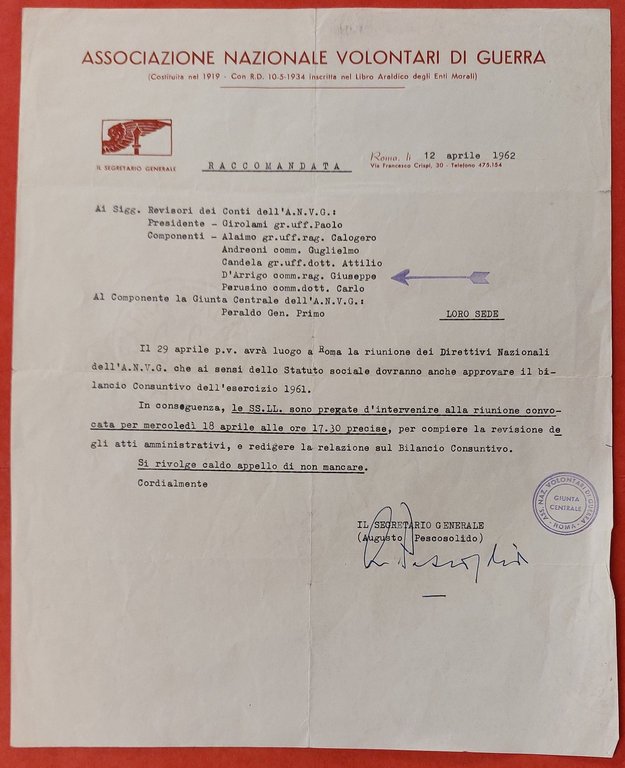 ASSOCIAZIONE NAZIONALE VOLONTARI DI GUERRA
(Costituita nel 1919 - Con R.D. 10-5-1934 inscritta nel Libro Araldico degli Enti Morali)
IL SEGRETARIO GENERALE
RACCOMANDATA
Roma, li 12 aprile 1962
Via Francesco Crispi, 30 - Telefono 475.154
Ai Sigg. Revisori dei Conti dell'A.N.V.G.:
Presidente - Girolami gr.uff.Paolo
Componenti - Alaimo gr.uff.rag. Calogero
Andreoni comm. Guglielmo
Candela gr.uff.dott. Attilio
D'Arrigo comm.rag. Giuseppe
Perusino comm.dott. Carlo
Al Componente la Giunta Centrale dell'A.N.V.G.:
Peraldo Gen. Primo
LORO SEDE
Il 29 aprile p.v. avrà luogo a Roma la riunione dei Direttivi Nazionali
dell'A.N.V.G. che ai sensi dello Statuto sociale dovranno anche approvare il bi-
lancio Consuntivo dell'esercizio 1961.
In conseguenza, le SS.LL. sono pregate d'intervenire alla riunione convo-
cata per mercoledì 18 aprile alle ore 17.30 precise, per compiere la revisione de
gli atti amministrativi, e redigere la relazione sul Bilancio Consuntivo.
Si rivolge caldo appello di non mancare.
Cordialmente
IL SEGRETARIO GENERALE
(Augusto Pescosolido)
ASS. NAZ. VOLONTARI DI GUERRA
GIUNTA
CENTRALE
ROMA